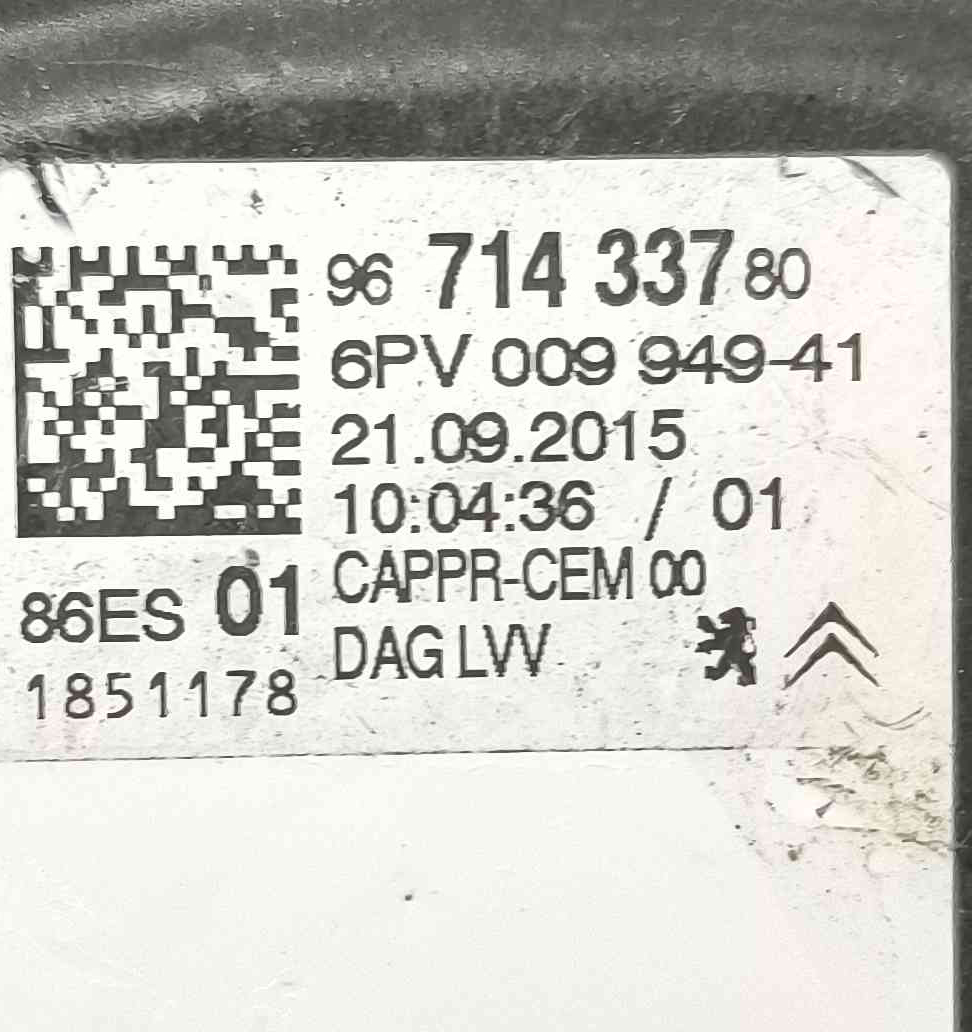 96 714 337 80
6PV 009 949-41
21.09.2015
10:04:36 / 01
CAPPR-CEM 00
DAG LVV
86ES 01
1851178